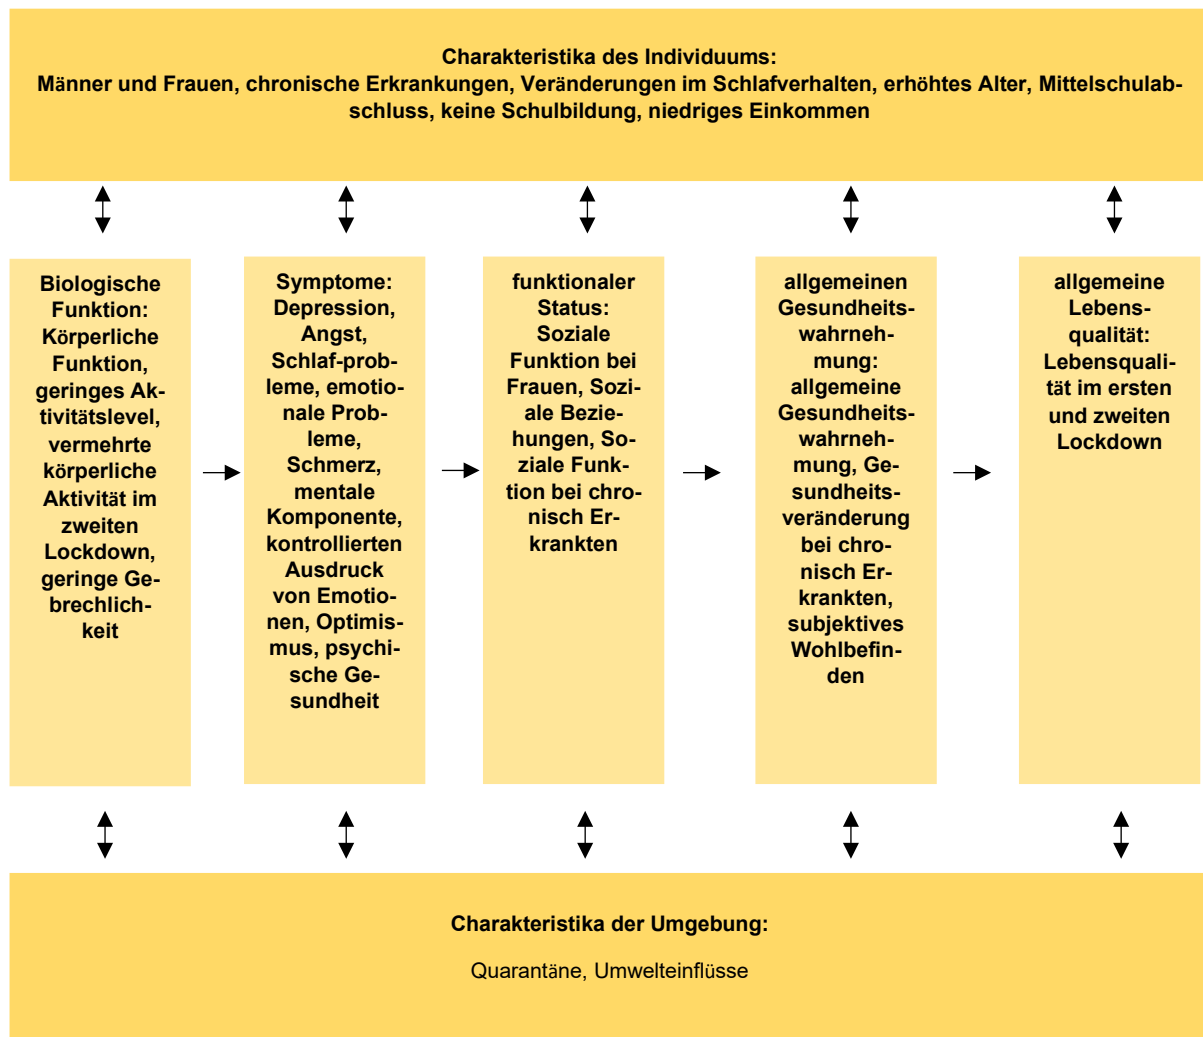 Charakteristika des Individuums:
Männer und Frauen, chronische Erkrankungen, Veränderungen im Schlafverhalten, erhöhtes Alter, Mittelschulab-
schluss, keine Schulbildung, niedriges Einkommen
Biologische
Funktion:
Körperliche
Funktion,
geringes Ak-
tivitätslevel,
vermehrte
körperliche
Aktivität im
zweiten
Lockdown,
geringe Ge-
brechlich-
keit
Symptome:
Depression,
Angst,
Schlaf-probe-
leme, emotio-
nale Prob-
leme,
Schmerz,
mentale
Komponente,
kontrollierten
Ausdruck
von Emotio-
nen, Optimis-
mus, psychi-
sche Ge-
sundheit
funktionaler
Status:
Soziale
Funktion bei
Frauen, Sozi-
ale Bezie-
hungen, So-
ziale Funk-
tion bei chro-
nisch Er-
krankten
allgemeinen
Gesundheits-
wahrneh-
mung:
allgemeine
Gesundheits-
wahrneh-
mung, Ge-
sundheits-
veränderung
bei chro-
nisch Er-
krankten,
subjektives
Wohlbefin-
den
allgemeine
Lebens-
qualität:
Lebensquali-
tät im ersten
und zweiten
Lockdown
Charakteristika der Umgebung:
Quarantäne, Umwelteinflüsse